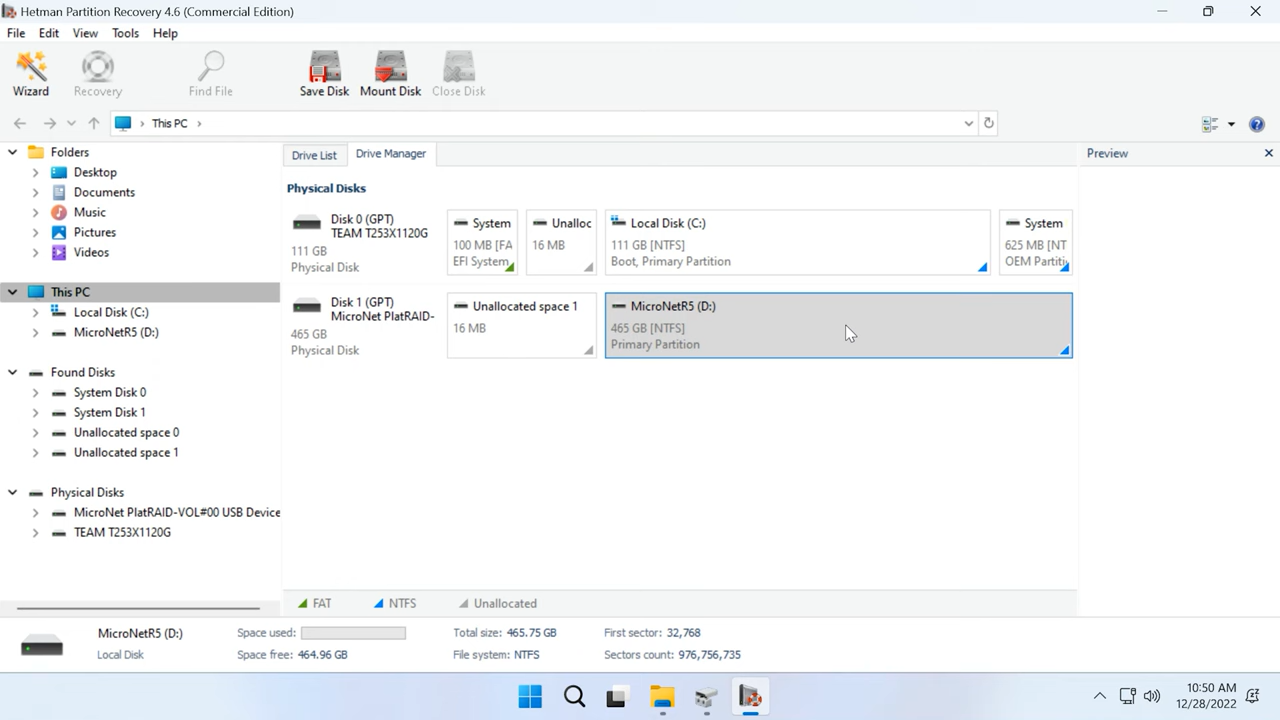 Hetman Partition Recovery 4.6 (Commercial Edition)
File Edit View Tools Help
Wizard Recovery Find File Save Disk Mount Disk Close Disk
This PC
Folders
Desktop
Documents
Music
Pictures
Videos
This PC
Local Disk (C:)
MicroNetR5 (D:)
Found Disks
System Disk 0
System Disk 1
Unallocated space 0
Unallocated space 1
Physical Disks
MicroNet PlatRAID-VOL#00 USB Device
TEAM T253X1120G
Drive List Drive Manager
Physical Disks
Disk 0 (GPT)
TEAM T253X1120G
111 GB
Physical Disk
System
100 MB [FA
EFI System
Unalloc
16 MB
Local Disk (C:)
111 GB [NTFS]
Boot, Primary Partition
System
625 MB [NT
OEM Partiti
Disk 1 (GPT)
MicroNet PlatRAID-
465 GB
Physical Disk
Unallocated space 1
16 MB
MicroNetR5 (D:)
465 GB [NTFS]
Primary Partition
FAT NTFS Unallocated
Preview
MicroNetR5 (D:)
Local Disk
Space used:
Space free: 464.96 GB
Total size: 465.75 GB
File system: NTFS
First sector: 32,768
Sectors count: 976,756,735
10:50 AM
12/28/2022